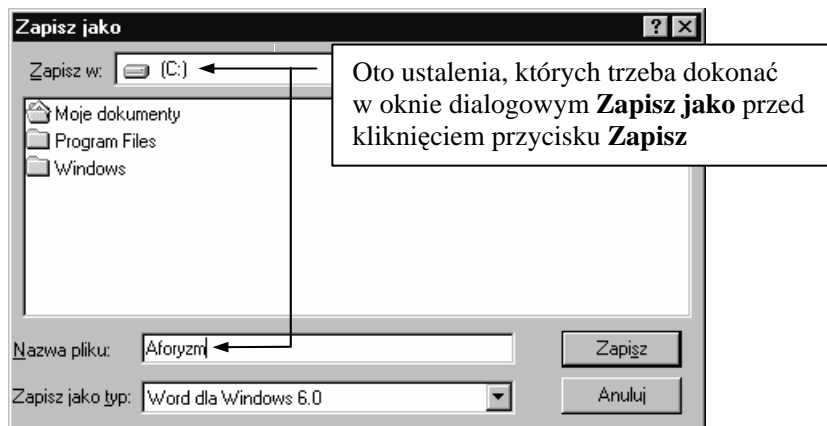 Zapisz jako
Zapisz w: (C:)
Oto ustalenia, których trzeba dokonać
w oknie dialogowym Zapisz jako przed
kliknięciem przycisku Zapisz
Moje dokumenty
Program Files
Windows
Nazwa pliku: Aforyzm
Zapisz
Zapisz jako typ: Word dla Windows 6.0
Anuluj